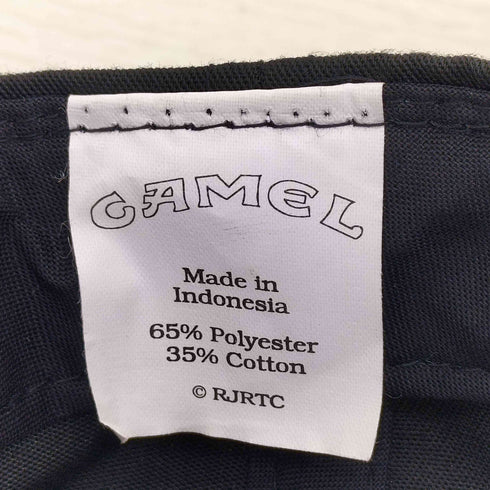 CAMEL
Made in
Indonesia
65% Polyester
35% Cotton
© RJRTC